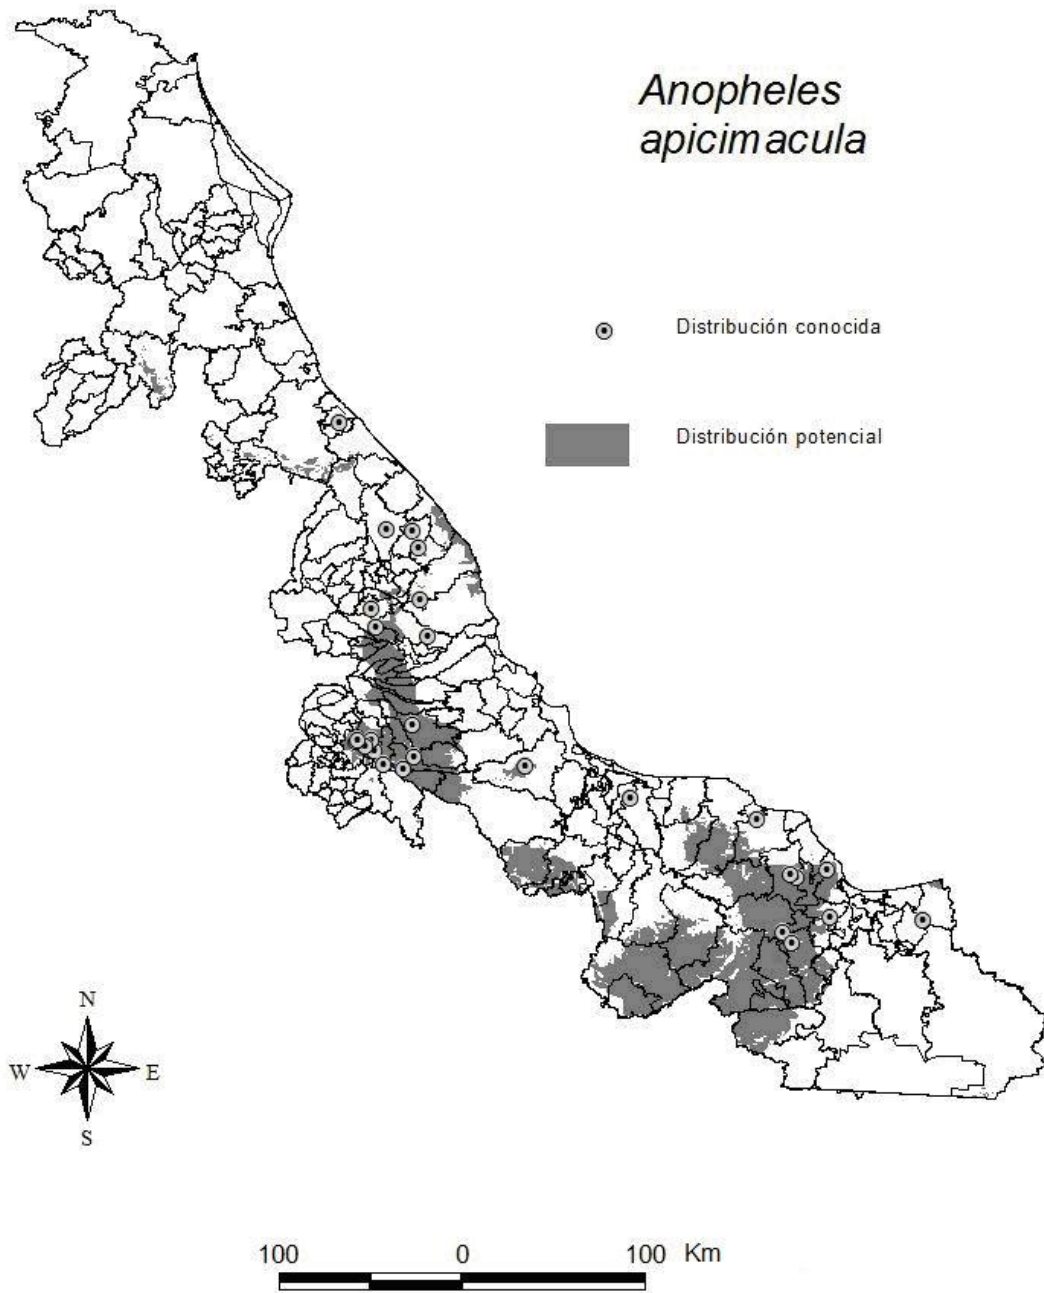 Anopheles
apicimacula
Distribución conocida
Distribución potencial
N
W E
S
100 0 100 Km